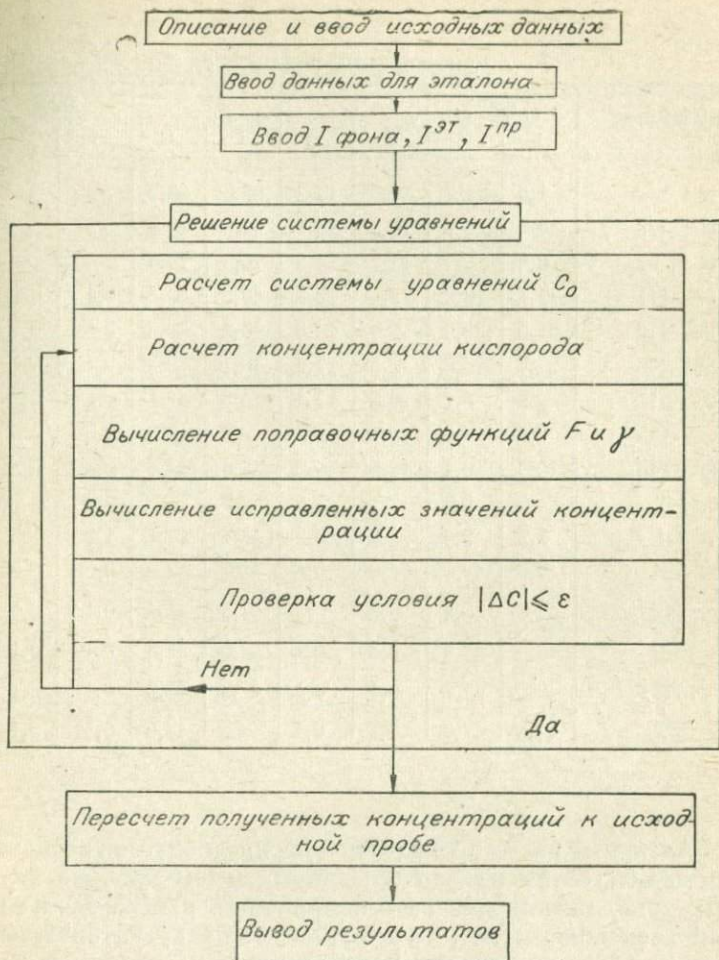 Описание и ввод исходных данных
Ввод данных для эталона
Ввод I фона, I^эт, I^пр
Решение системы уравнений
Расчет системы уравнений C₀
Расчет концентрации кислорода
Вычисление поправочных функций F и γ
Вычисление исправленных значений концент-
рации
Проверка условия |ΔC| ⩽ ε
Нет
Да
Пересчет полученных концентраций к исход-
ной пробе
Вывод результатов